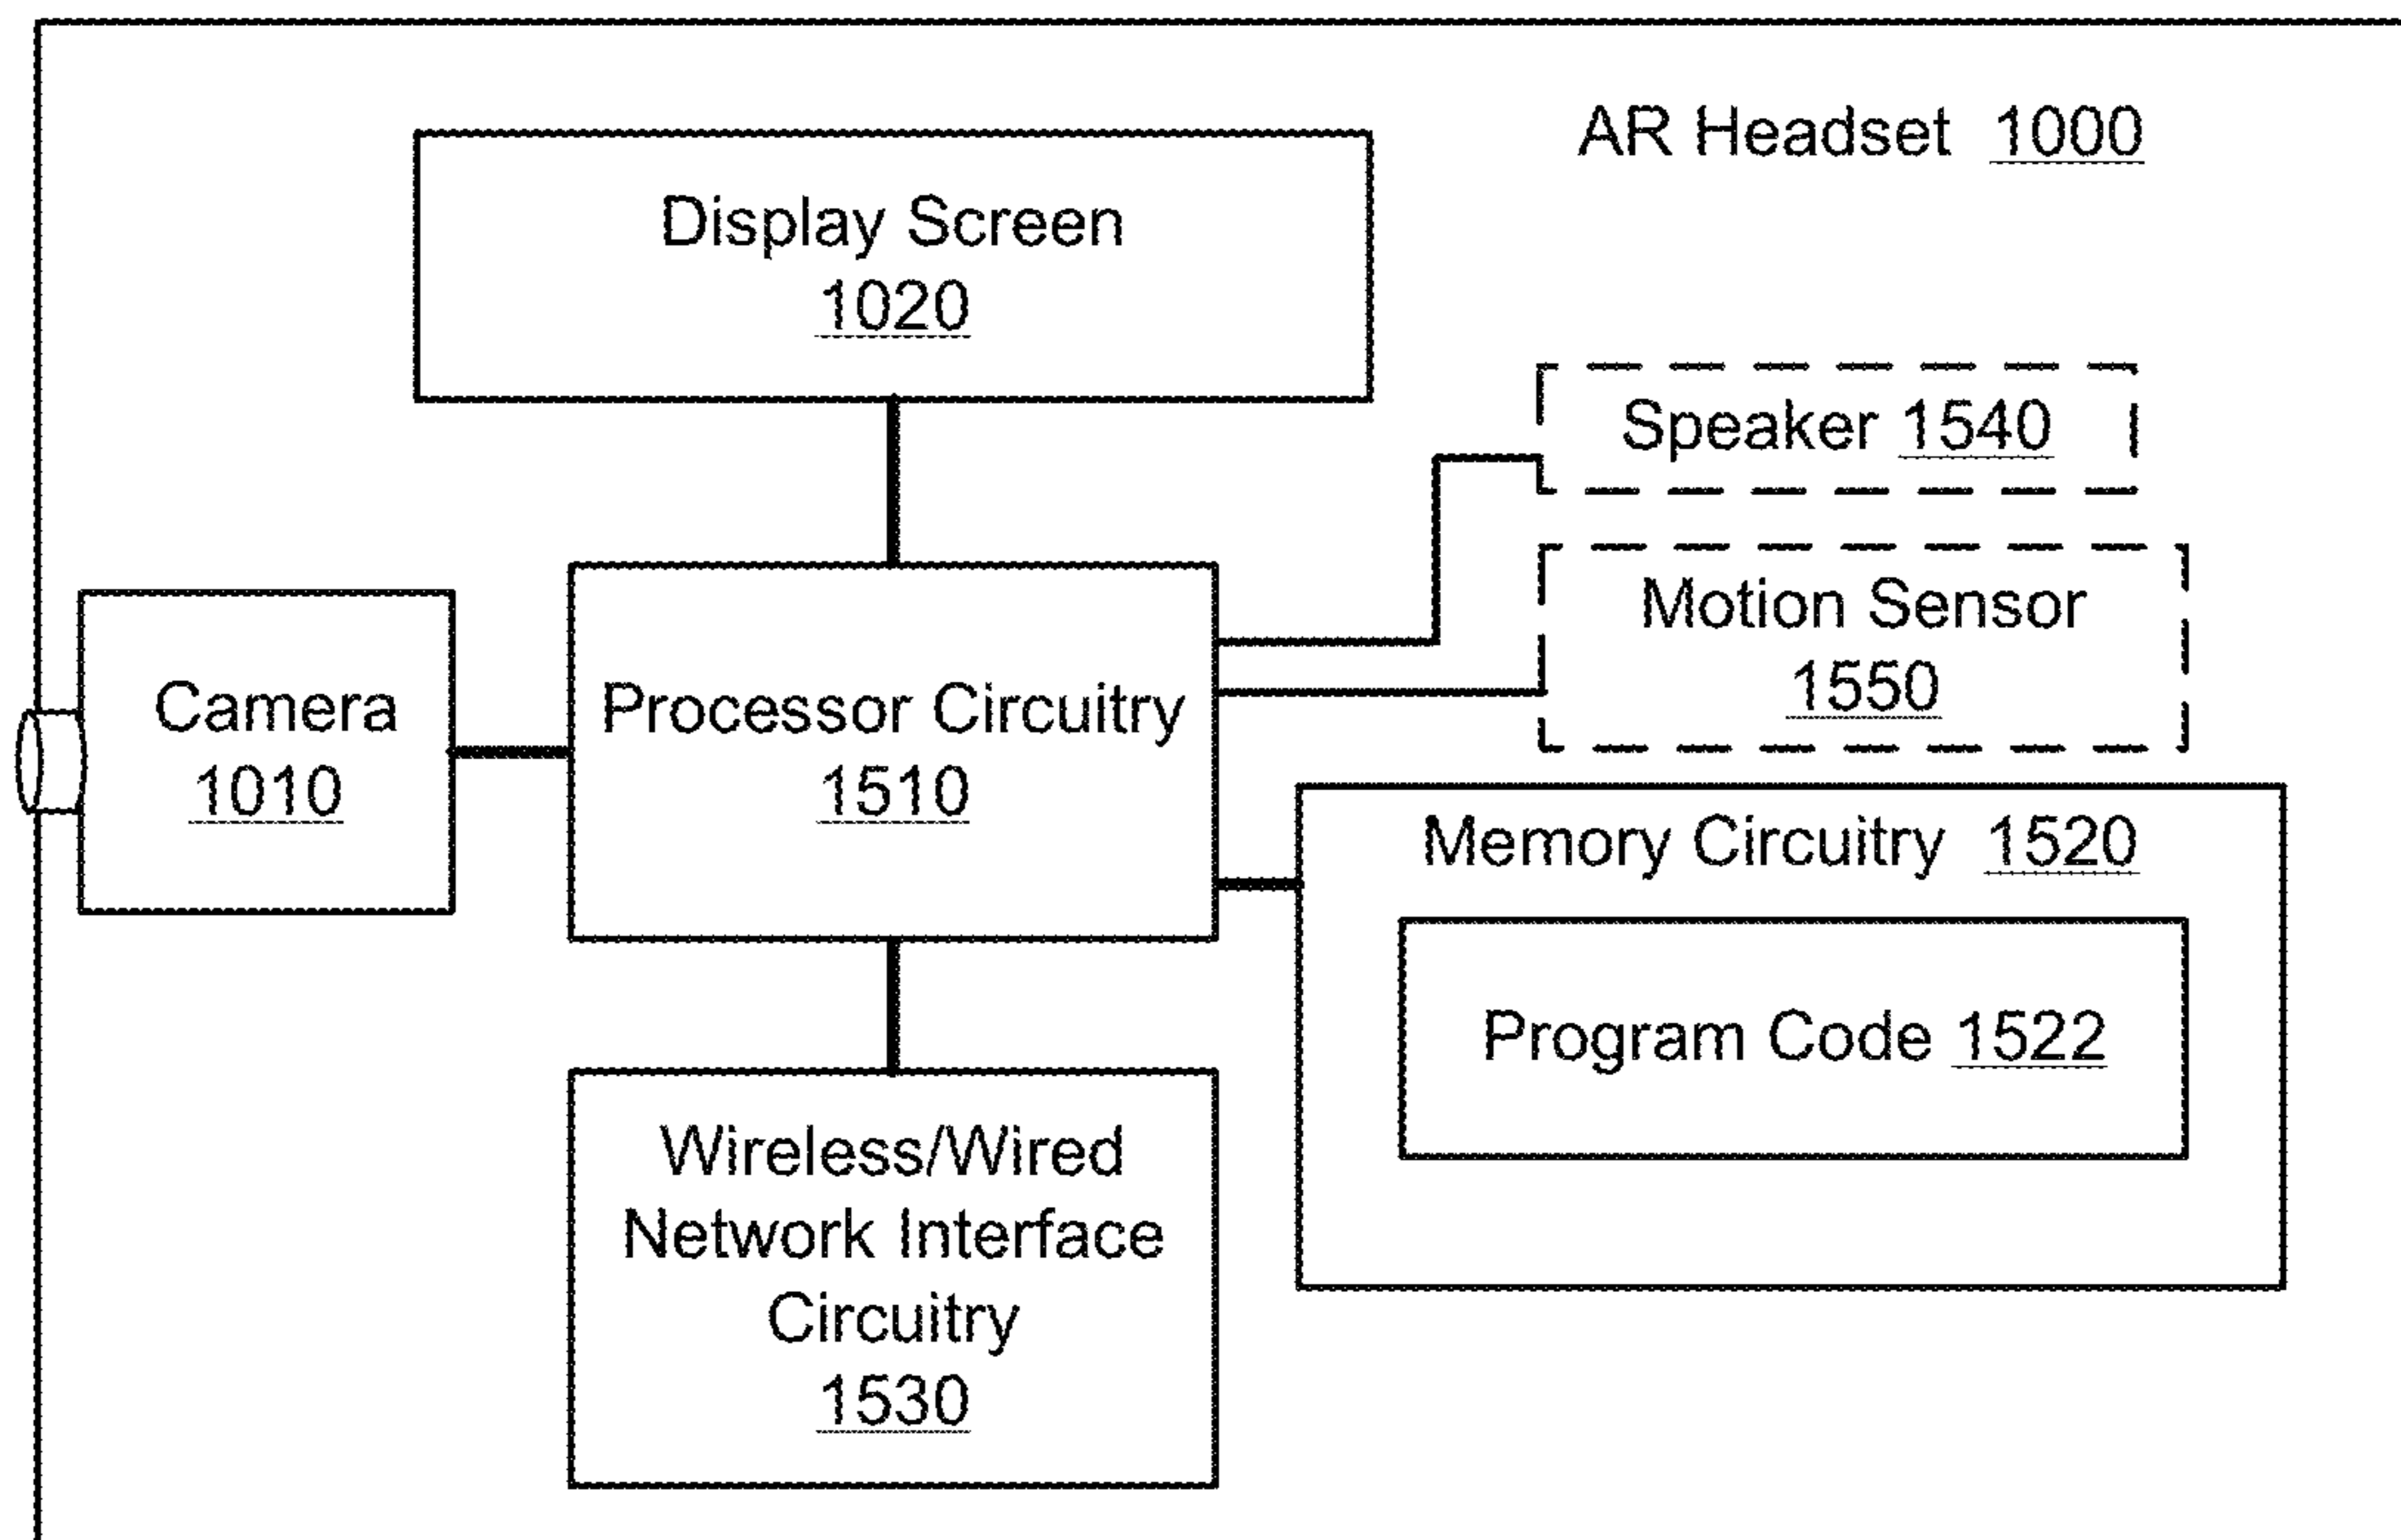 AR Headset 1000
Display Screen
1020
Speaker 1540
Motion Sensor
1550
Camera
1010
Processor Circuitry
1510
Memory Circuitry 1520
Program Code 1522
Wireless/Wired
Network Interface
Circuitry
1530